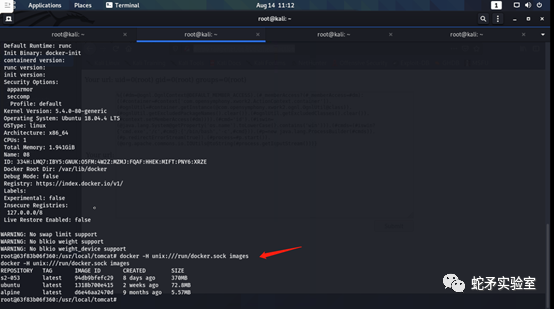 Applications Places Terminal Aug 14 11:12 1
root@kali: ~
root@kali: ~ root@kali: ~ root@kali: ~ root@kali: ~
Default Runtime: runc
Init Binary: docker-init
containerd version:
runc version:
init version:
Security Options:
apparmor
seccomp
Profile: default
Kernel Version: 5.4.0-80-generic
Operating System: Ubuntu 18.04.4 LTS
OSType: linux
Architecture: x86_64
CPUs: 1
Total Memory: 1.941GiB
Name: 08
ID: 334H:LMQ7:IBY5:GNUK:O5FM:4W2Z:MZMJ:FQAF:HHEK:MIFT:PNY6:XRZE
Docker Root Dir: /var/lib/docker
Debug Mode: false
Registry: https://index.docker.io/v1/
Labels:
Experimental: false
Insecure Registries:
127.0.0.0/8
Live Restore Enabled: false
WARNING: No swap limit support
WARNING: No blkio weight support
WARNING: No blkio weight_device support
root@63f83b06f360:/usr/local/tomcat# docker -H unix:///run/docker.sock images
docker -H unix:///run/docker.sock images
REPOSITORY TAG IMAGE ID CREATED SIZE
s2-053 latest 94db9bfefc29 8 days ago 370MB
ubuntu latest 1318b700e415 2 weeks ago 72.8MB
alpine latest d6e46aa2470d 9 months ago 5.57MB
root@63f83b06f360:/usr/local/tomcat#
蛇矛实验室